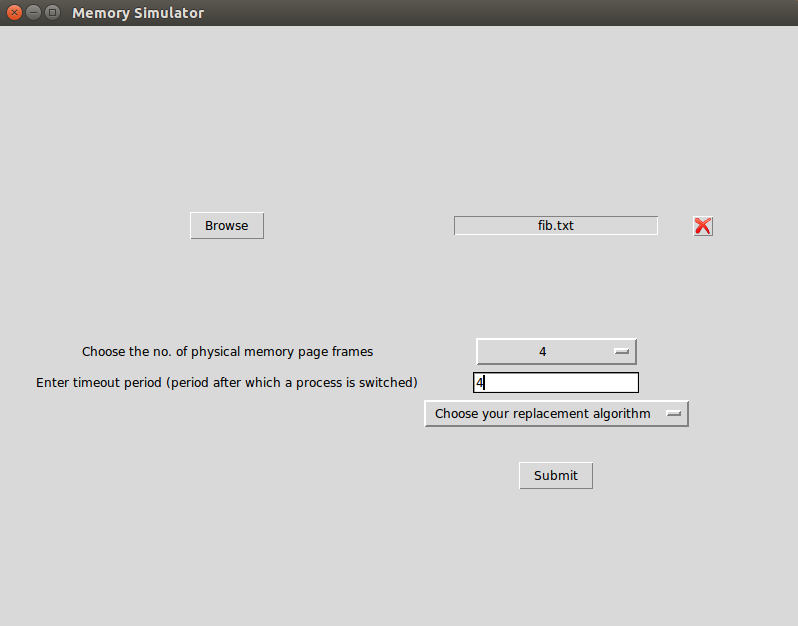 Memory Simulator
Browse
fib.txt
Choose the no. of physical memory page frames
4
Enter timeout period (period after which a process is switched)
4
Choose your replacement algorithm
Submit